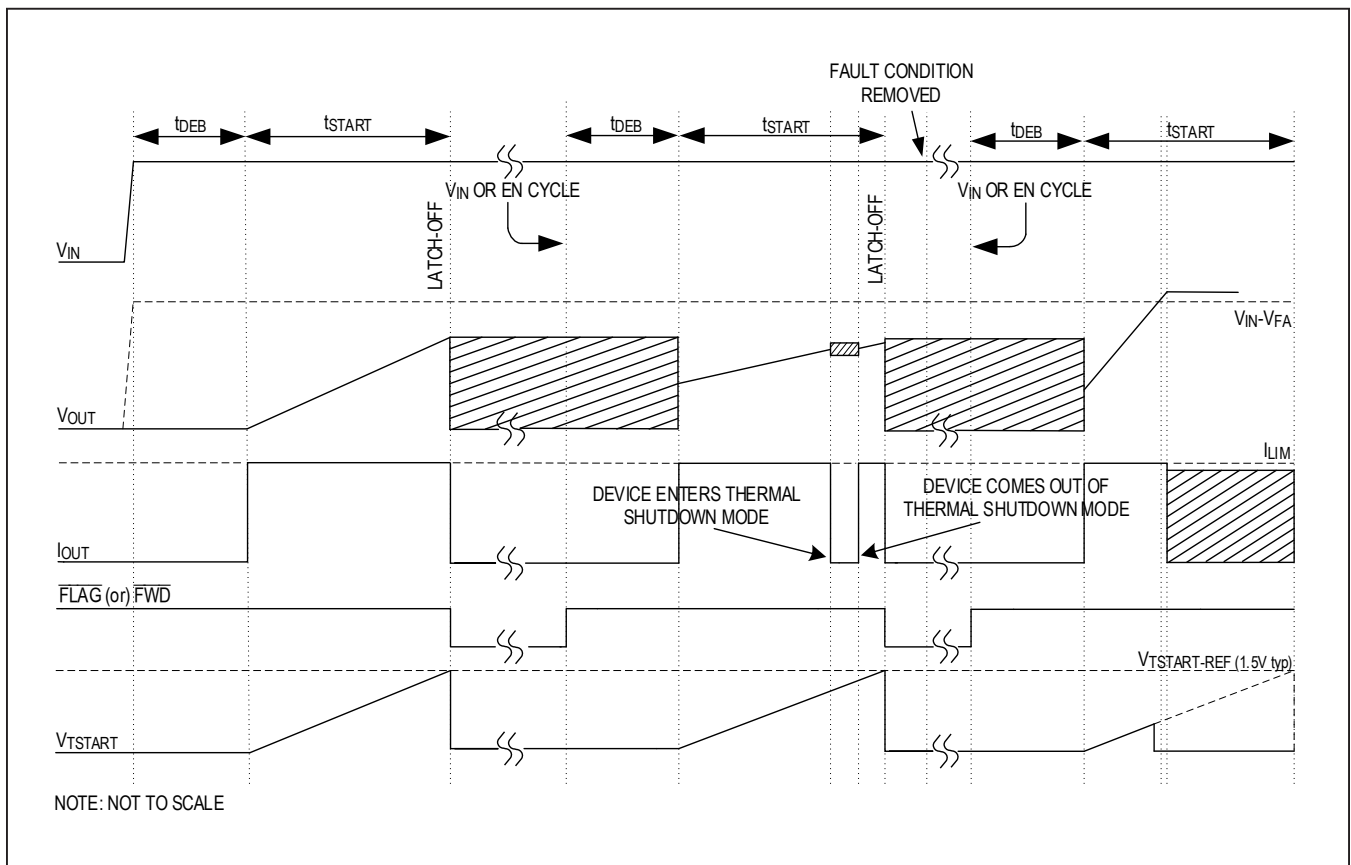 FAULT CONDITION
REMOVED
tDEB
tSTART
tDEB
tSTART
tDEB
tSTART
VIN OR EN CYCLE
VIN OR EN CYCLE
LATCH-OFF
LATCH-OFF
VIN
VIN-VFA
VOUT
ILIM
DEVICE ENTERS THERMAL
SHUTDOWN MODE
DEVICE COMES OUT OF
THERMAL SHUTDOWN MODE
IOUT
FLAG (or) FWD
VTSTART-REF (1.5V typ)
VTSTART
NOTE: NOT TO SCALE